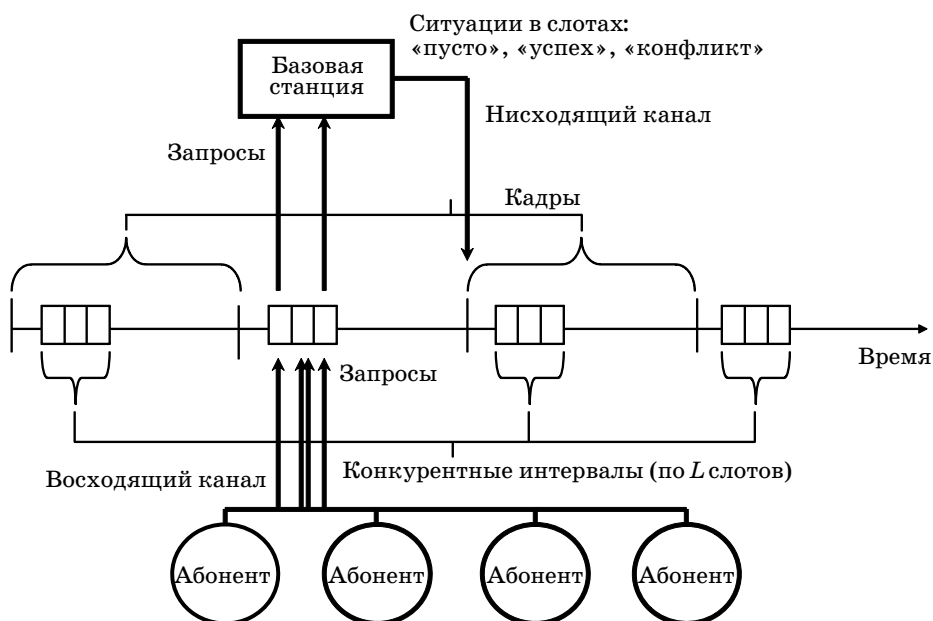 Ситуации в слотах:
«пусто», «успех», «конфликт»
Базовая
станция
Нисходящий канал
Запросы
Кадры
Время
Запросы
Восходящий канал
Конкурентные интервалы (по L слотов)
Абонент
Абонент
Абонент
Абонент